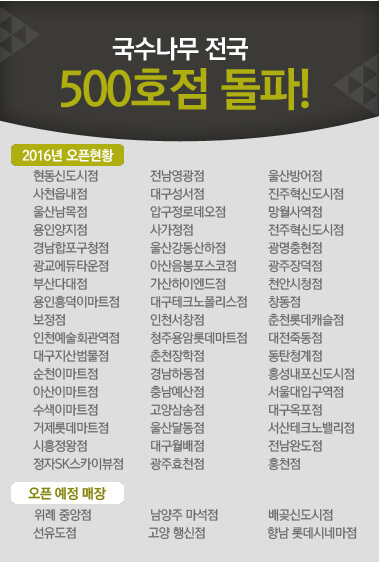 국수나무 전국
500호점 돌파!
2016년 오픈현황
현동신도시점 전남영광점 울산방어점
사천읍내점 대구성서점 진주혁신도시점
울산남목점 압구정로데오점 망월사역점
용인양지점 사가정점 전주혁신도시점
경남합포구청점 울산강동산하점 광명충현점
광교에듀타운점 아산음봉포스코점 광주장덕점
부산다대점 가산하이엔드점 천안시청점
용인흥덕이마트점 대구테크노폴리스점 창동점
보정점 인천서창점 춘천롯데캐슬점
인천예술회관역점 청주용암롯데마트점 대전죽동점
대구지산범물점 춘천장학점 동탄청계점
순천이마트점 경남하동점 홍성내포신도시점
아산이마트점 충남예산점 서울대입구역점
수색이마트점 고양삼송점 대구옥포점
거제롯데마트점 울산달동점 서산테크노밸리점
시흥정왕점 대구월배점 전남완도점
정자SK스카이뷰점 광주효천점 홍천점
오픈 예정 매장
위례 중앙점 남양주 마석점 배곧신도시점
선유도점 고양 행신점 향남 롯데시네마점